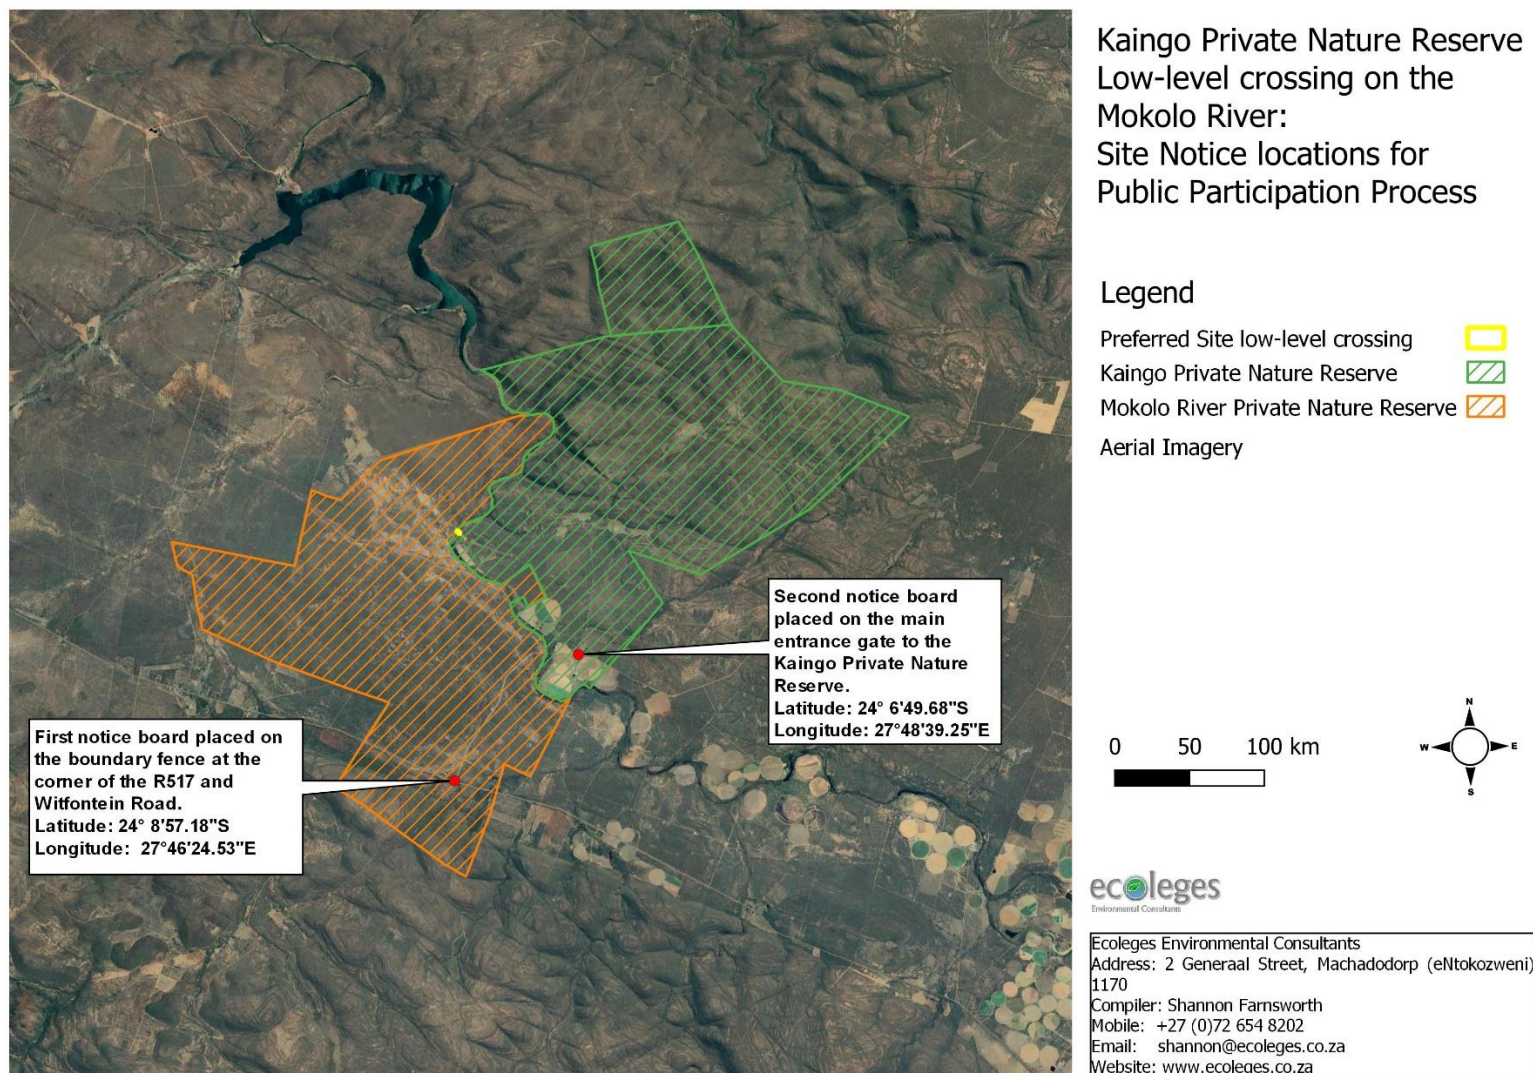 Kaingo Private Nature Reserve
Low-level crossing on the
Mokolo River:
Site Notice locations for
Public Participation Process
Legend
Preferred Site low-level crossing
Kaingo Private Nature Reserve
Mokolo River Private Nature Reserve
Aerial Imagery
Second notice board
placed on the main
entrance gate to the
Kaingo Private Nature
Reserve.
Latitude: 24° 6'49.68"S
Longitude: 27°48'39.25"E
First notice board placed on
the boundary fence at the
corner of the R517 and
Witfontein Road.
Latitude: 24° 8'57.18"S
Longitude: 27°46'24.53"E
0 50 100 km
N
W E
S
ecoleges
Environmental Consultants
Ecoleges Environmental Consultants
Address: 2 Generaal Street, Machadodorp (eNtokozweni)
1170
Compiler: Shannon Farnsworth
Mobile: +27 (0)72 654 8202
Email: shannon@ecoleges.co.za
Website: www.ecoleges.co.za